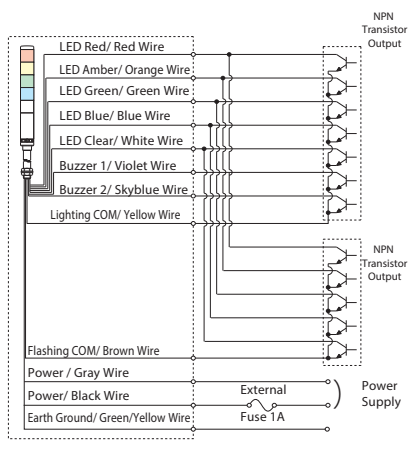 NPN
Transistor
Output
LED Red/ Red Wire
LED Amber/ Orange Wire
LED Green/ Green Wire
LED Blue/ Blue Wire
LED Clear/ White Wire
Buzzer 1/ Violet Wire
Buzzer 2/ Skyblue Wire
Lighting COM/ Yellow Wire
NPN
Transistor
Output
Flashing COM/ Brown Wire
Power / Gray Wire
Power/ Black Wire
External
Fuse 1A
Power
Supply
Earth Ground/ Green/Yellow Wire